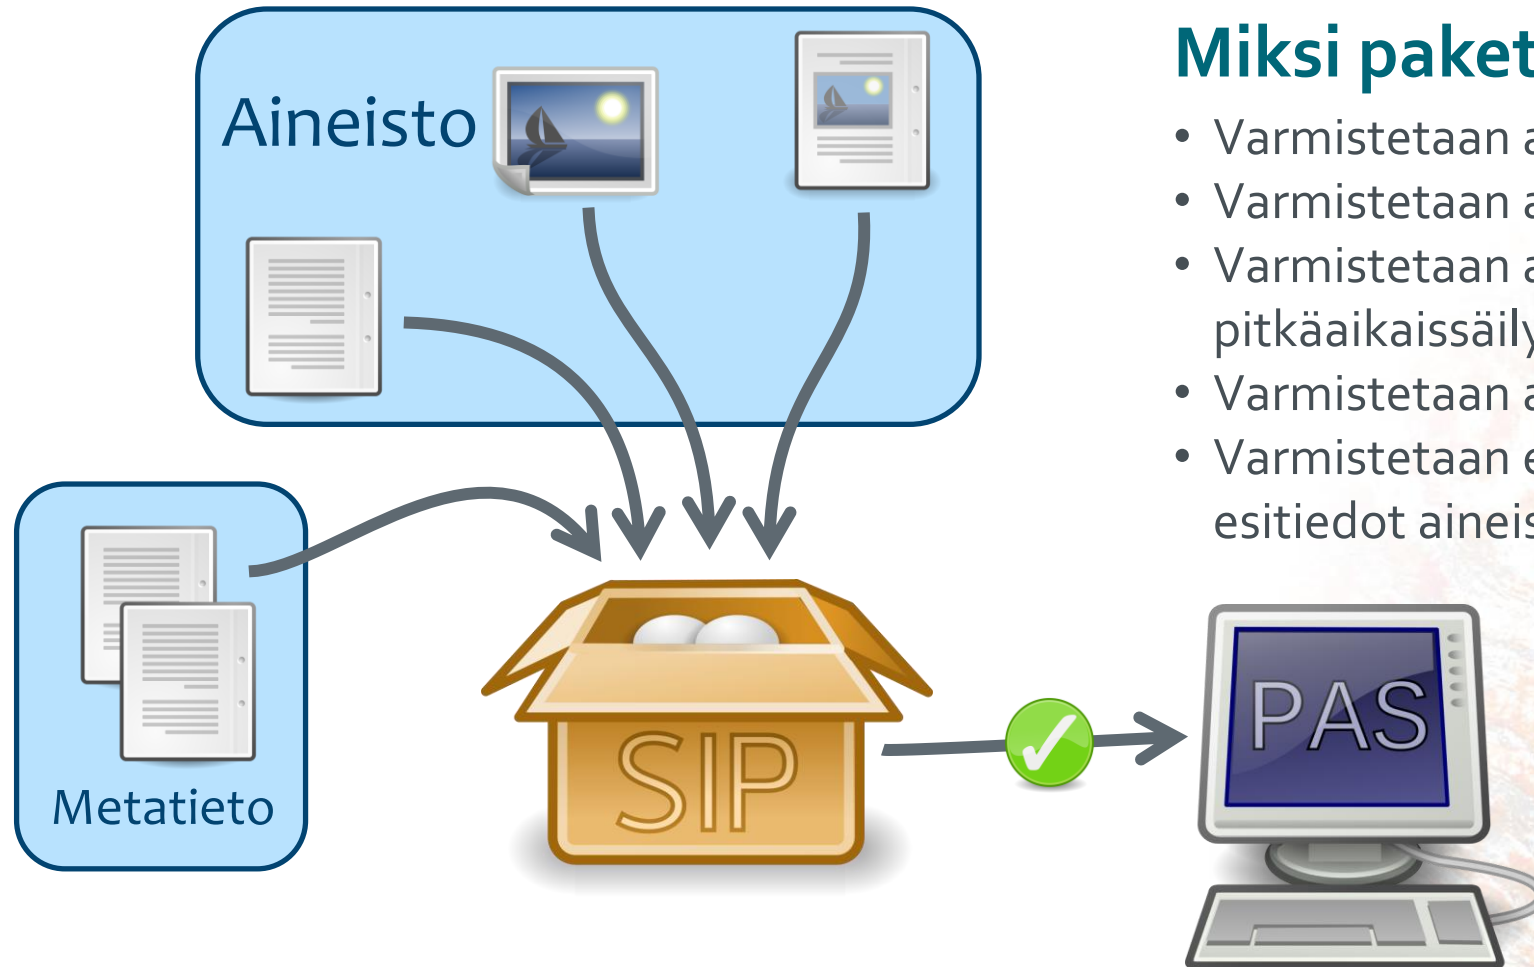 Miksi paket
Aineisto
• Varmistetaan a
• Varmistetaan a
• Varmistetaan a
pitkäaikaissäily
• Varmistetaan a
• Varmistetaan e
esitiedot aineis
Metatieto
SIP
PAS